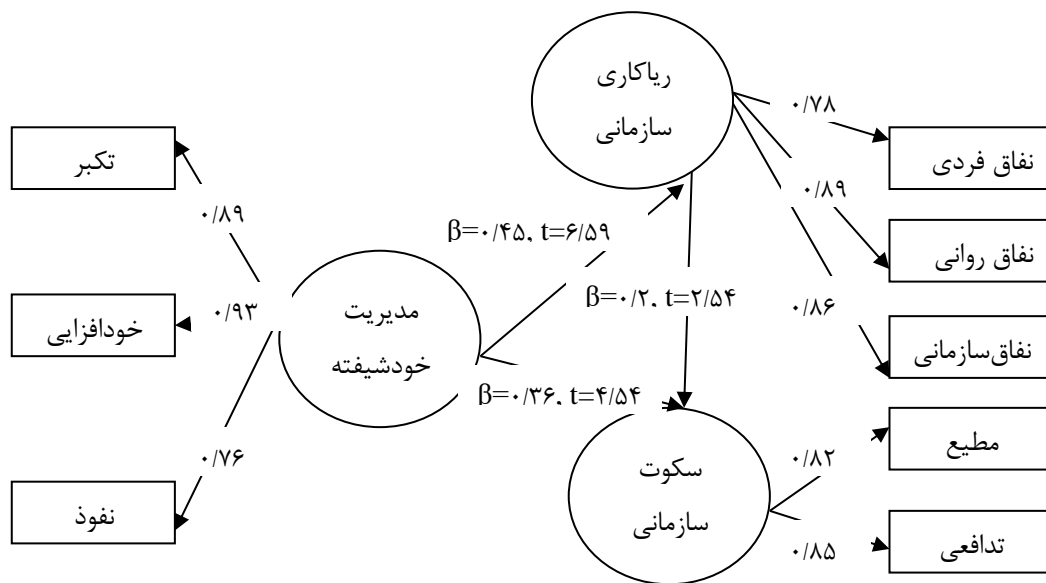 ریاکاری
سازمانی
۰/۷۸
نفاق فردی
تکبر
۰/۸۹
نفاق روانی
۰/۸۹
β=۰/۴۵, t=۶/۵۹
β=۰/۲, t=۲/۵۴
۰/۸۶
نفاق‌سازمانی
خودافزایی
۰/۹۳
مدیریت
خودشیفته
β=۰/۳۶, t=۴/۵۴
مطیع
۰/۸۲
۰/۷۶
سکوت
سازمانی
نفوذ
تدافعی
۰/۸۵